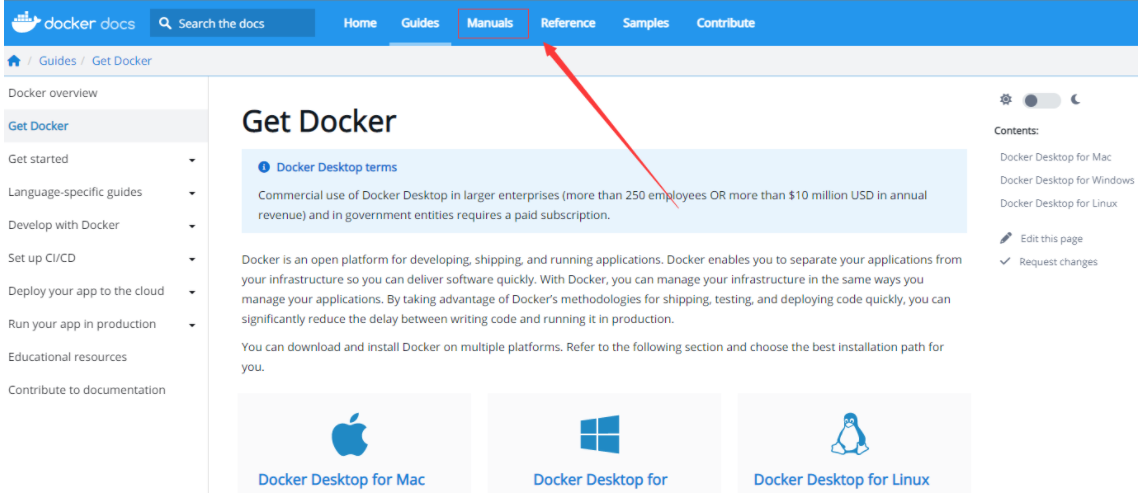 docker docs Search the docs Home Guides Manuals Reference Samples Contribute
/ Guides / Get Docker
Docker overview
Get Docker
Get started
Language-specific guides
Develop with Docker
Set up CI/CD
Deploy your app to the cloud
Run your app in production
Educational resources
Contribute to documentation
Get Docker
Docker Desktop terms
Commercial use of Docker Desktop in larger enterprises (more than 250 employees OR more than $10 million USD in annual
revenue) and in government entities requires a paid subscription.
Docker is an open platform for developing, shipping, and running applications. Docker enables you to separate your applications from
your infrastructure so you can deliver software quickly. With Docker, you can manage your infrastructure in the same ways you
manage your applications. By taking advantage of Docker's methodologies for shipping, testing, and deploying code quickly, you can
significantly reduce the delay between writing code and running it in production.
You can download and install Docker on multiple platforms. Refer to the following section and choose the best installation path for
you.
Docker Desktop for Mac
Docker Desktop for
Docker Desktop for Linux
Contents:
Docker Desktop for Mac
Docker Desktop for Windows
Docker Desktop for Linux
Edit this page
Request changes